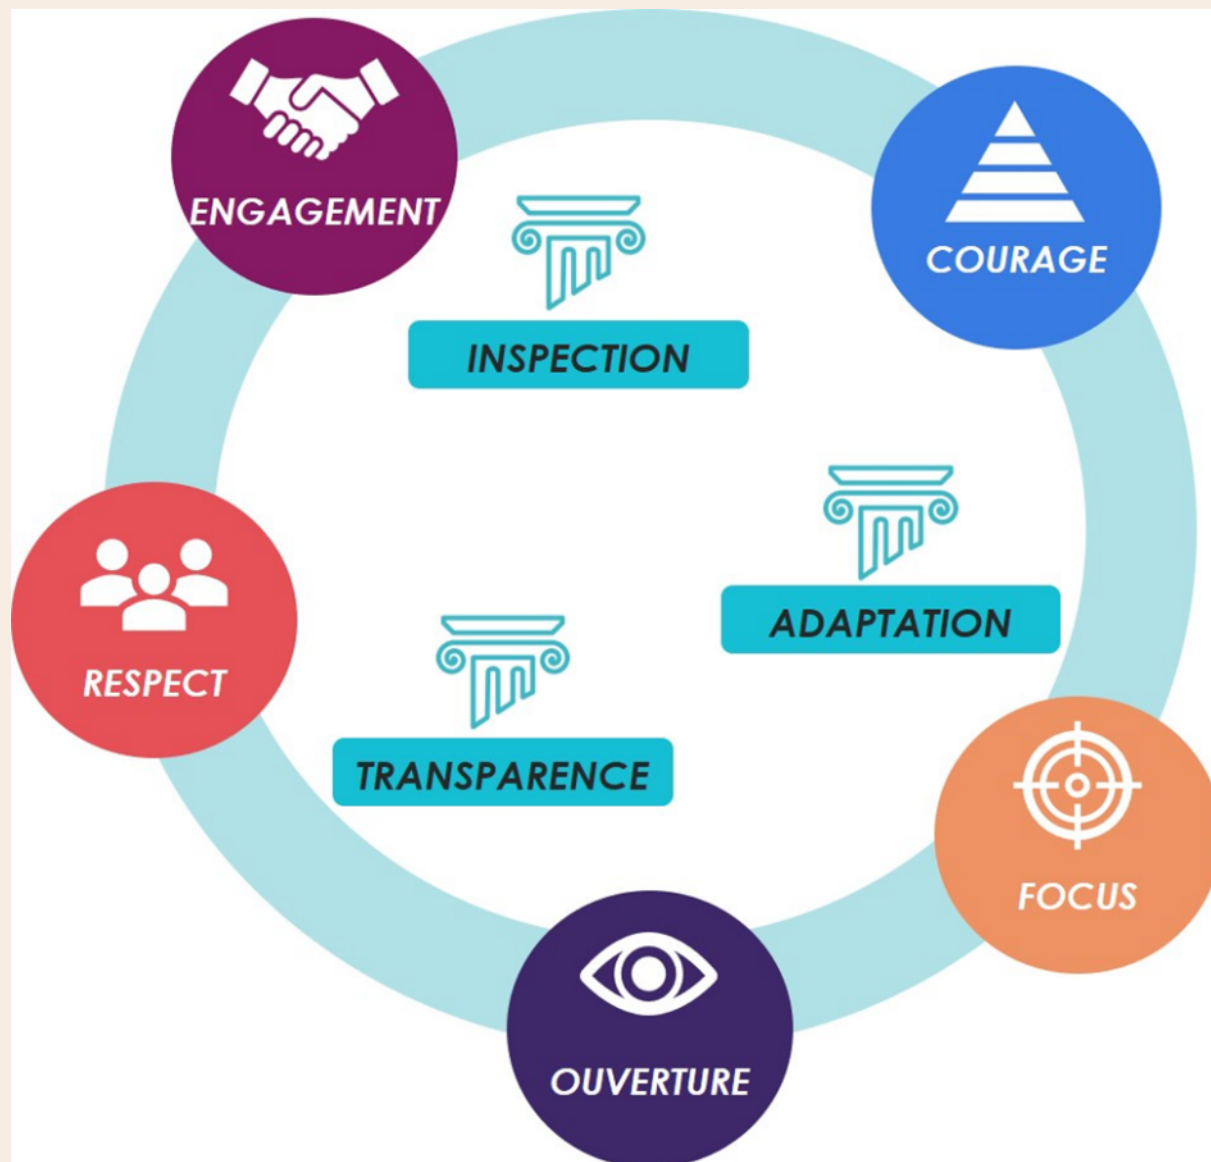 ENGAGEMENT
COURAGE
INSPECTION
ADAPTATION
RESPECT
TRANSPARENCE
FOCUS
OUVERTURE